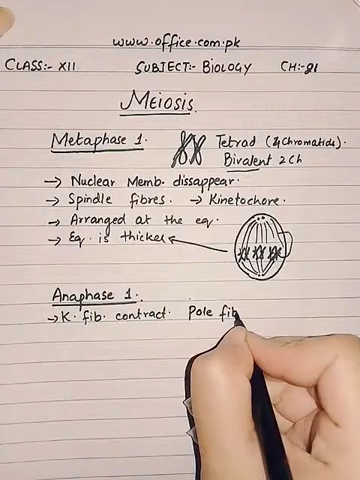 www.office.com.pk
CLASS:- XII SUBJECT:- BIOLOGY CH:- 21
MEIOSIS.
Metaphase 1. Tetrad (4 Chromatids).
Bivalent 2 Ch
→ Nuclear Memb. dissappear.
→ Spindle fibres. → Kinetochore.
→ Arranged at the eq.
→ Eq. is thicker
Anaphase 1.
→ K. fib. contract. Pole fib